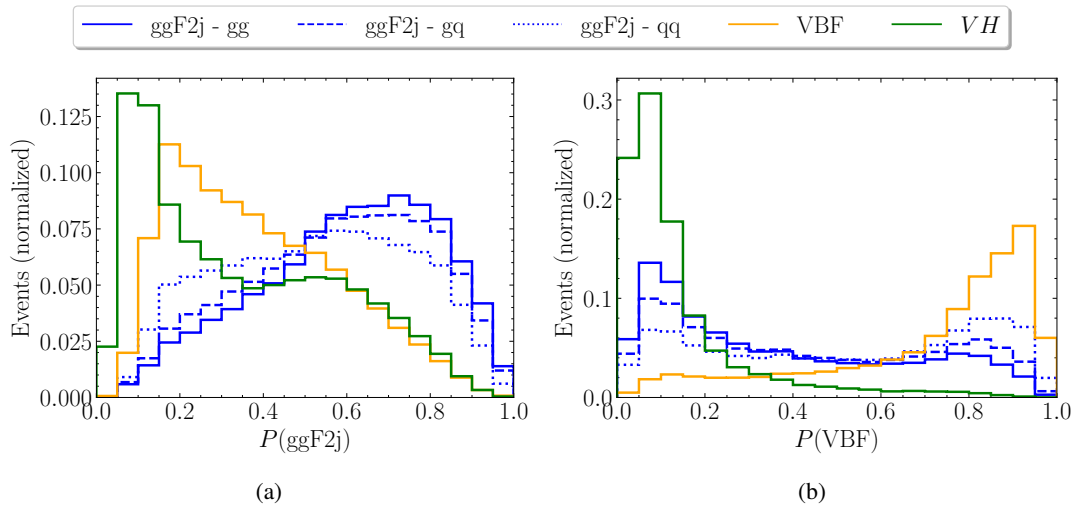 ggF2j - gg ggF2j - gq ggF2j - qq VBF VH
Events (normalized)
0.125
0.100
0.075
0.050
0.025
0.000
0.0 0.2 0.4 0.6 0.8 1.0
P(ggF2j)
(a)
Events (normalized)
0.3
0.2
0.1
0.0
0.0 0.2 0.4 0.6 0.8 1.0
P(VBF)
(b)